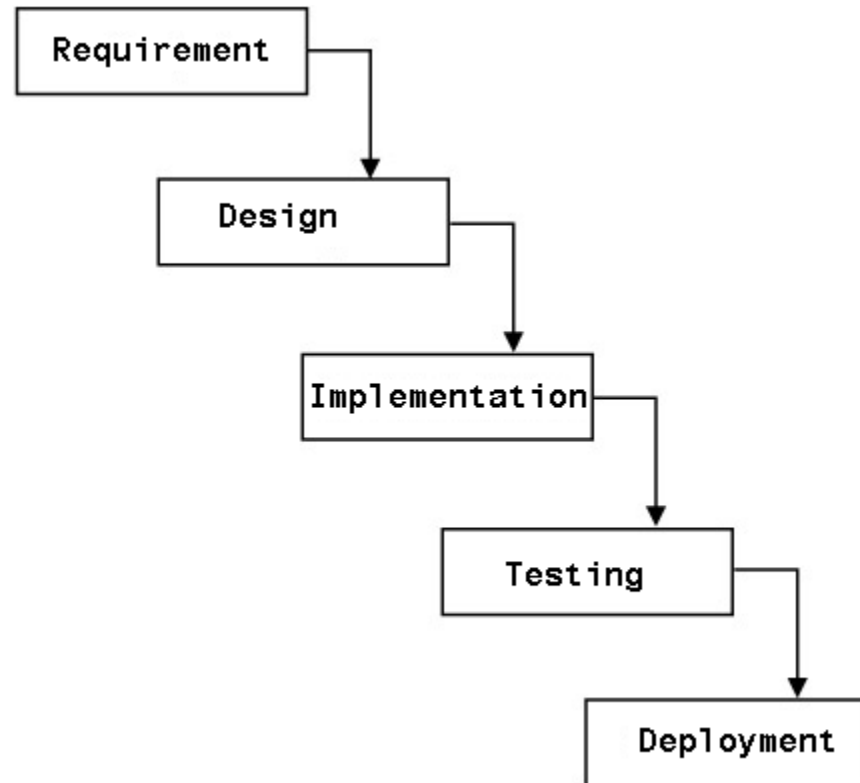 Requirement
Design
Implementation
Testing
Deployment